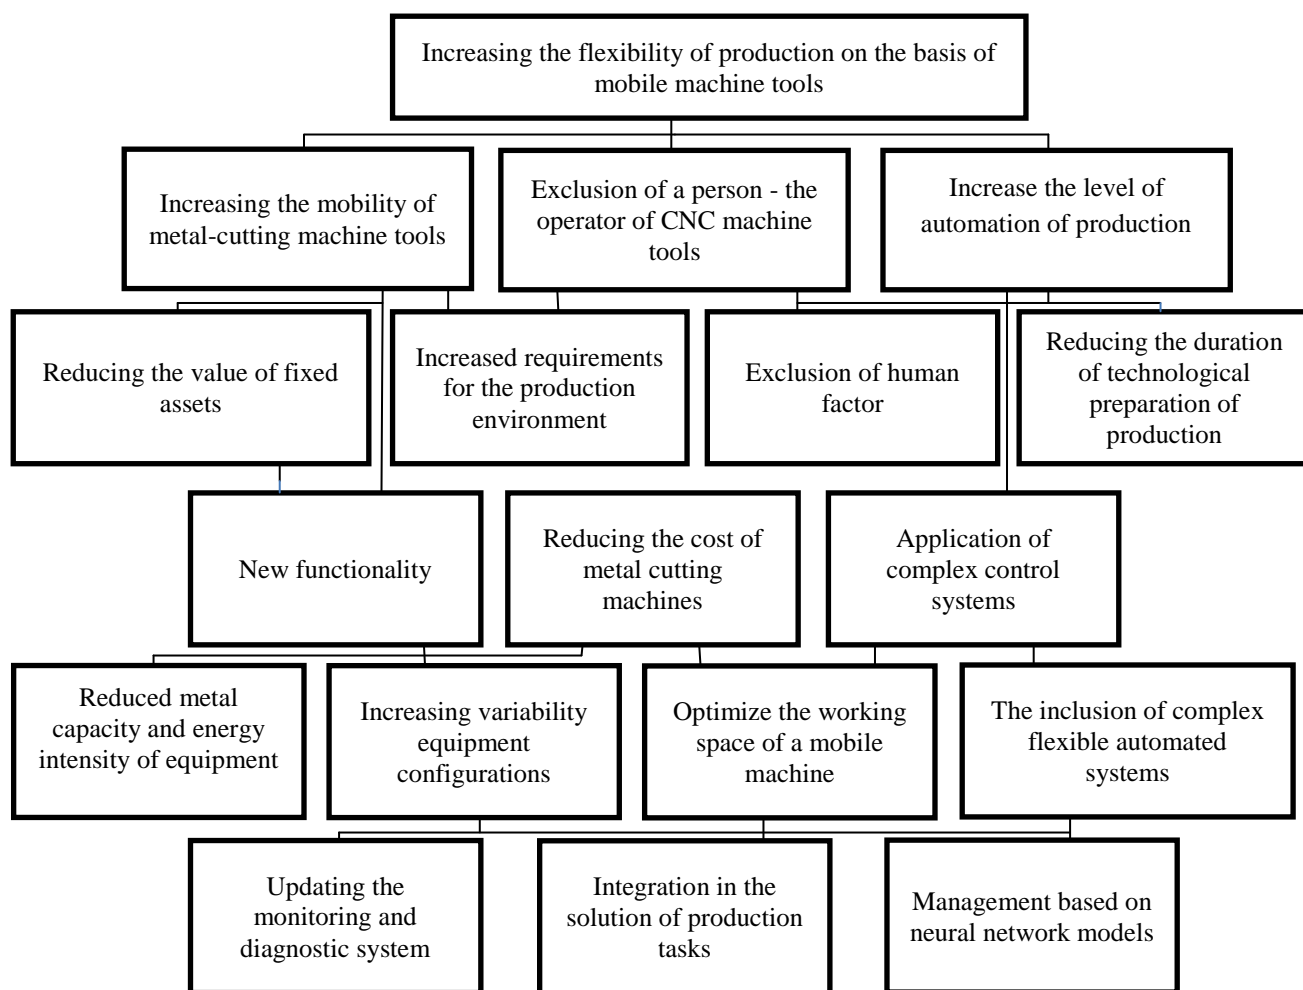 Increasing the flexibility of production on the basis of
mobile machine tools
Increasing the mobility of
metal-cutting machine tools
Exclusion of a person - the
operator of CNC machine
tools
Increase the level of
automation of production
Reducing the value of fixed
assets
Increased requirements
for the production
environment
Exclusion of human
factor
Reducing the duration
of technological
preparation of
production
New functionality
Reducing the cost of
metal cutting
machines
Application of
complex control
systems
Reduced metal
capacity and energy
intensity of equipment
Increasing variability
equipment
configurations
Optimize the working
space of a mobile
machine
The inclusion of complex
flexible automated
systems
Updating the
monitoring and
diagnostic system
Integration in the
solution of production
tasks
Management based on
neural network models